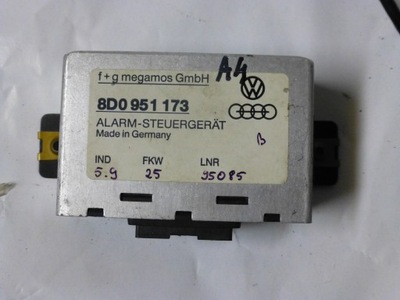 A4
f+g megamos GmbH
8D0 951 173
ALARM-STEUERGERÄT
Made in Germany
B
IND FKW LNR
5.9 25 95085